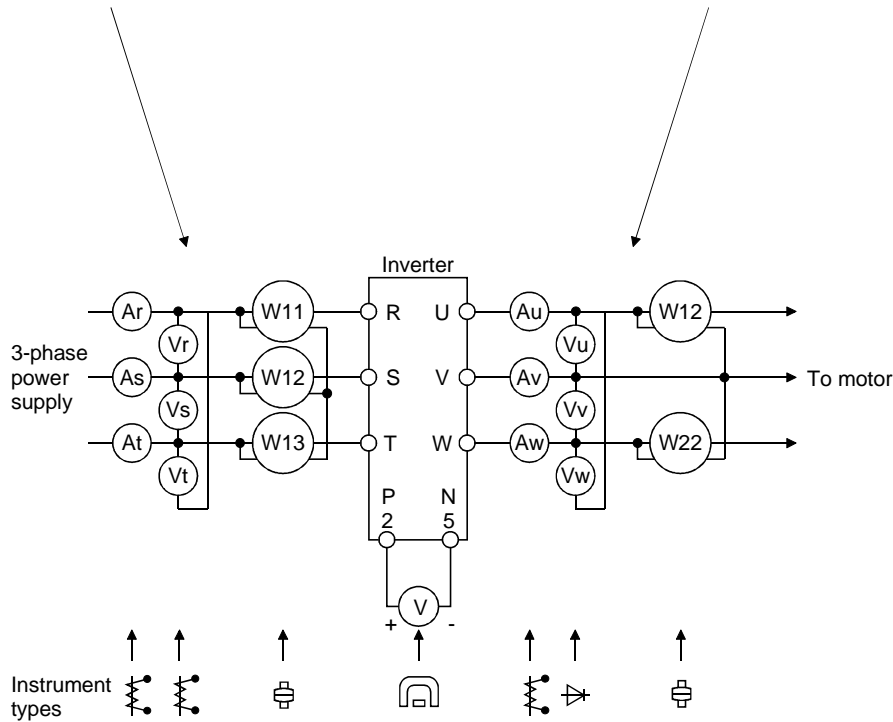 Inverter
Ar
W11
R
U
Au
W12
Vr
Vu
3-phase
power
supply
As
W12
S
V
Av
To motor
Vs
Vv
At
W13
T
W
Aw
W22
Vt
Vw
P
2
N
5
V
+
-
Instrument
types